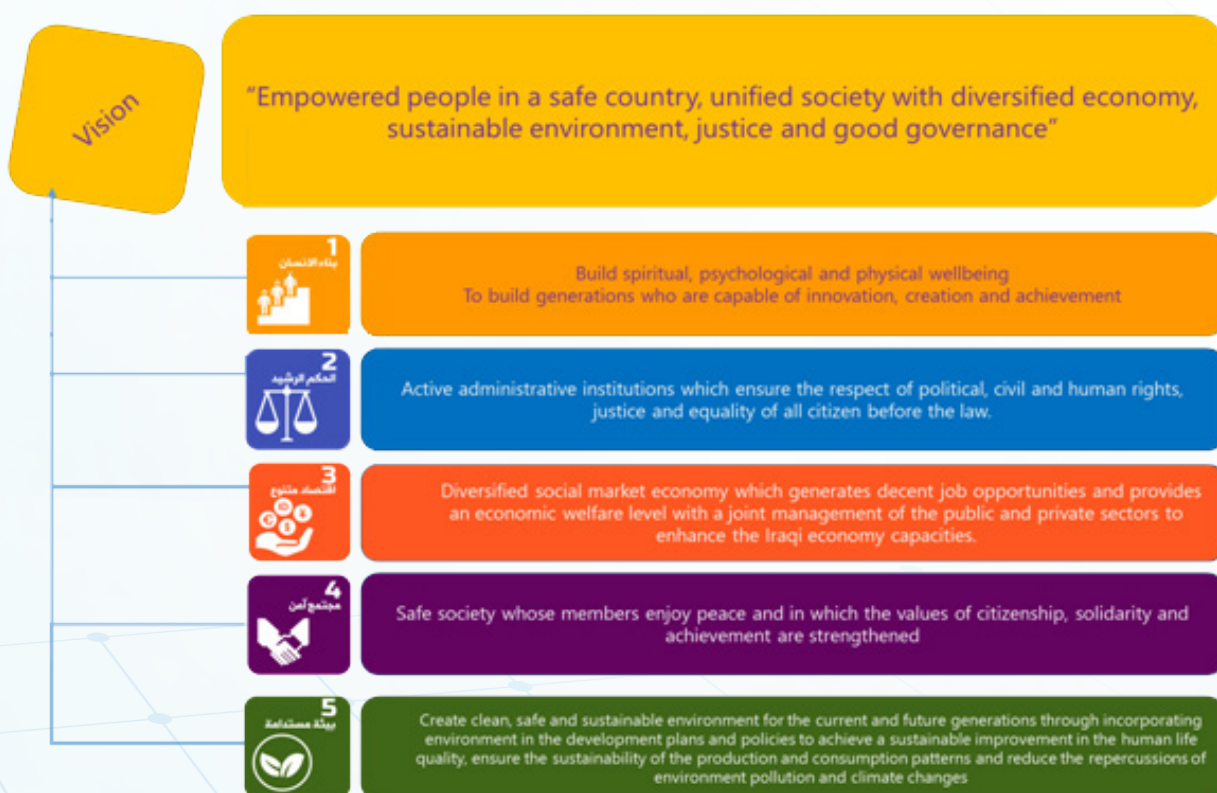 Vision
“Empowered people in a safe country, unified society with diversified economy,
sustainable environment, justice and good governance”
1
بناء الانسان
Build spiritual, psychological and physical wellbeing
To build generations who are capable of innovation, creation and achievement
2
الحكم الرشيد
Active administrative institutions which ensure the respect of political, civil and human rights,
justice and equality of all citizen before the law.
3
اقتصاد متنوع
Diversified social market economy which generates decent job opportunities and provides
an economic welfare level with a joint management of the public and private sectors to
enhance the Iraqi economy capacities.
4
مجتمع آمن
Safe society whose members enjoy peace and in which the values of citizenship, solidarity and
achievement are strengthened
5
بيئة مستدامة
Create clean, safe and sustainable environment for the current and future generations through incorporating
environment in the development plans and policies to achieve a sustainable improvement in the human life
quality, ensure the sustainability of the production and consumption patterns and reduce the repercussions of
environment pollution and climate changes